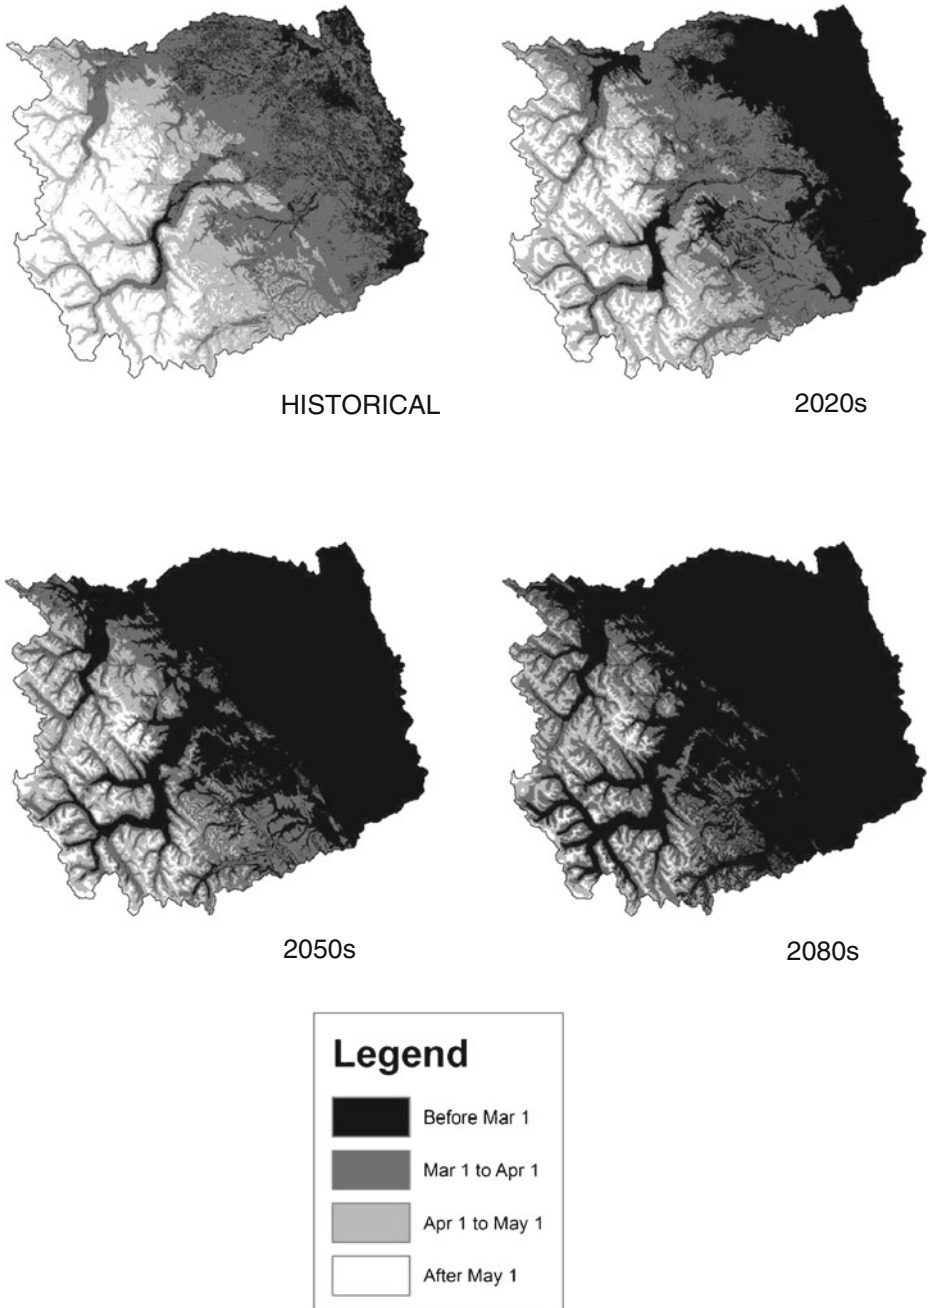 HISTORICAL
2020s
2050s
2080s
Legend
Before Mar 1
Mar 1 to Apr 1
Apr 1 to May 1
After May 1